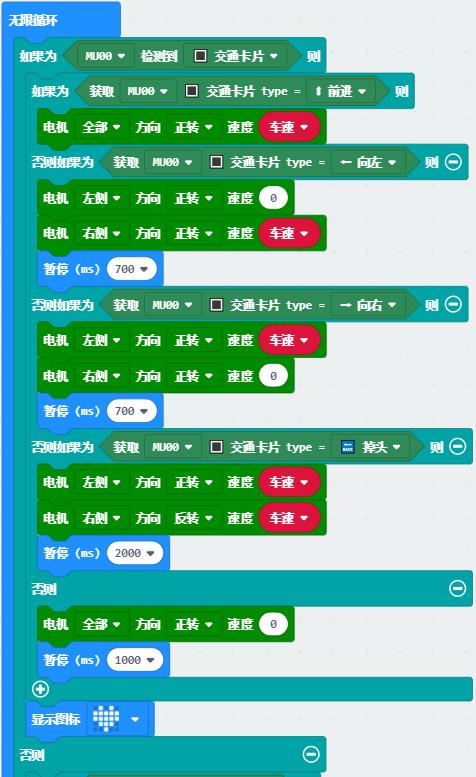 无限循环
如果为 MU00 检测到 交通卡片 则
如果为 获取 MU00 交通卡片 type = 前进 则
电机 全部 方向 正转 速度 车速
否则如果为 获取 MU00 交通卡片 type = ← 向左 则
电机 左侧 方向 正转 速度 0
电机 右侧 方向 正转 速度 车速
暂停 (ms) 700
否则如果为 获取 MU00 交通卡片 type = → 向右 则
电机 左侧 方向 正转 速度 车速
电机 右侧 方向 正转 速度 0
暂停 (ms) 700
否则如果为 获取 MU00 交通卡片 type = 掉头 则
电机 左侧 方向 正转 速度 车速
电机 右侧 方向 反转 速度 车速
暂停 (ms) 2000
否则
电机 全部 方向 正转 速度 0
暂停 (ms) 1000
显示图标
否则